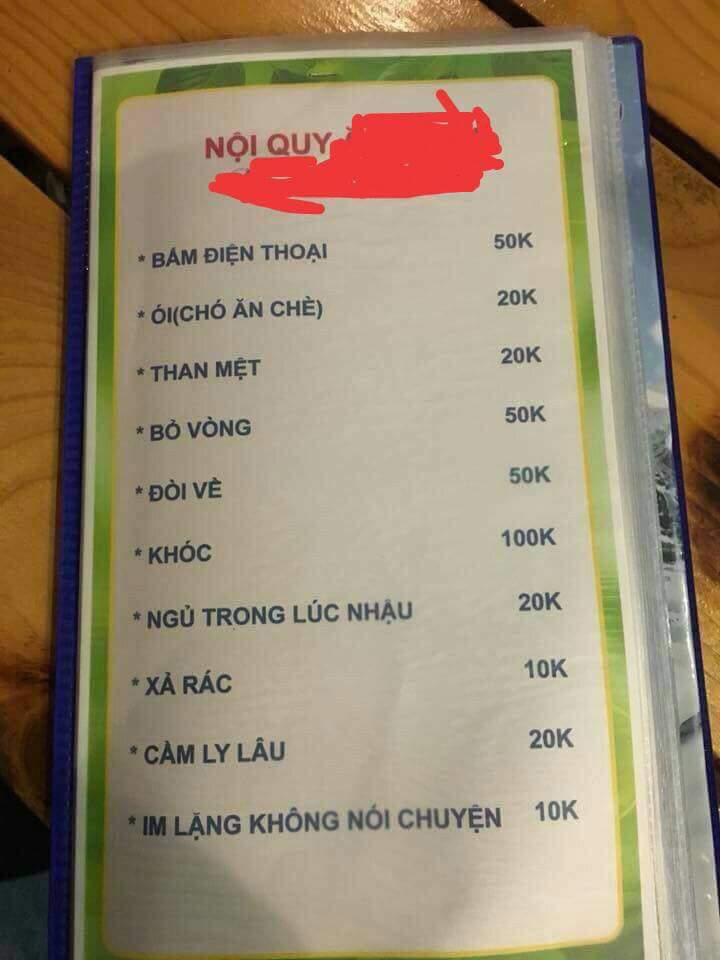 NỘI QUY
* BẤM ĐIỆN THOẠI 50K
* ÓI(CHÓ ĂN CHÈ) 20K
* THAN MỆT 20K
* BỎ VÒNG 50K
* ĐÒI VỀ 50K
* KHÓC 100K
* NGỦ TRONG LÚC NHẬU 20K
* XẢ RÁC 10K
* CẦM LY LÂU 20K
* IM LẶNG KHÔNG NÓI CHUYỆN 10K